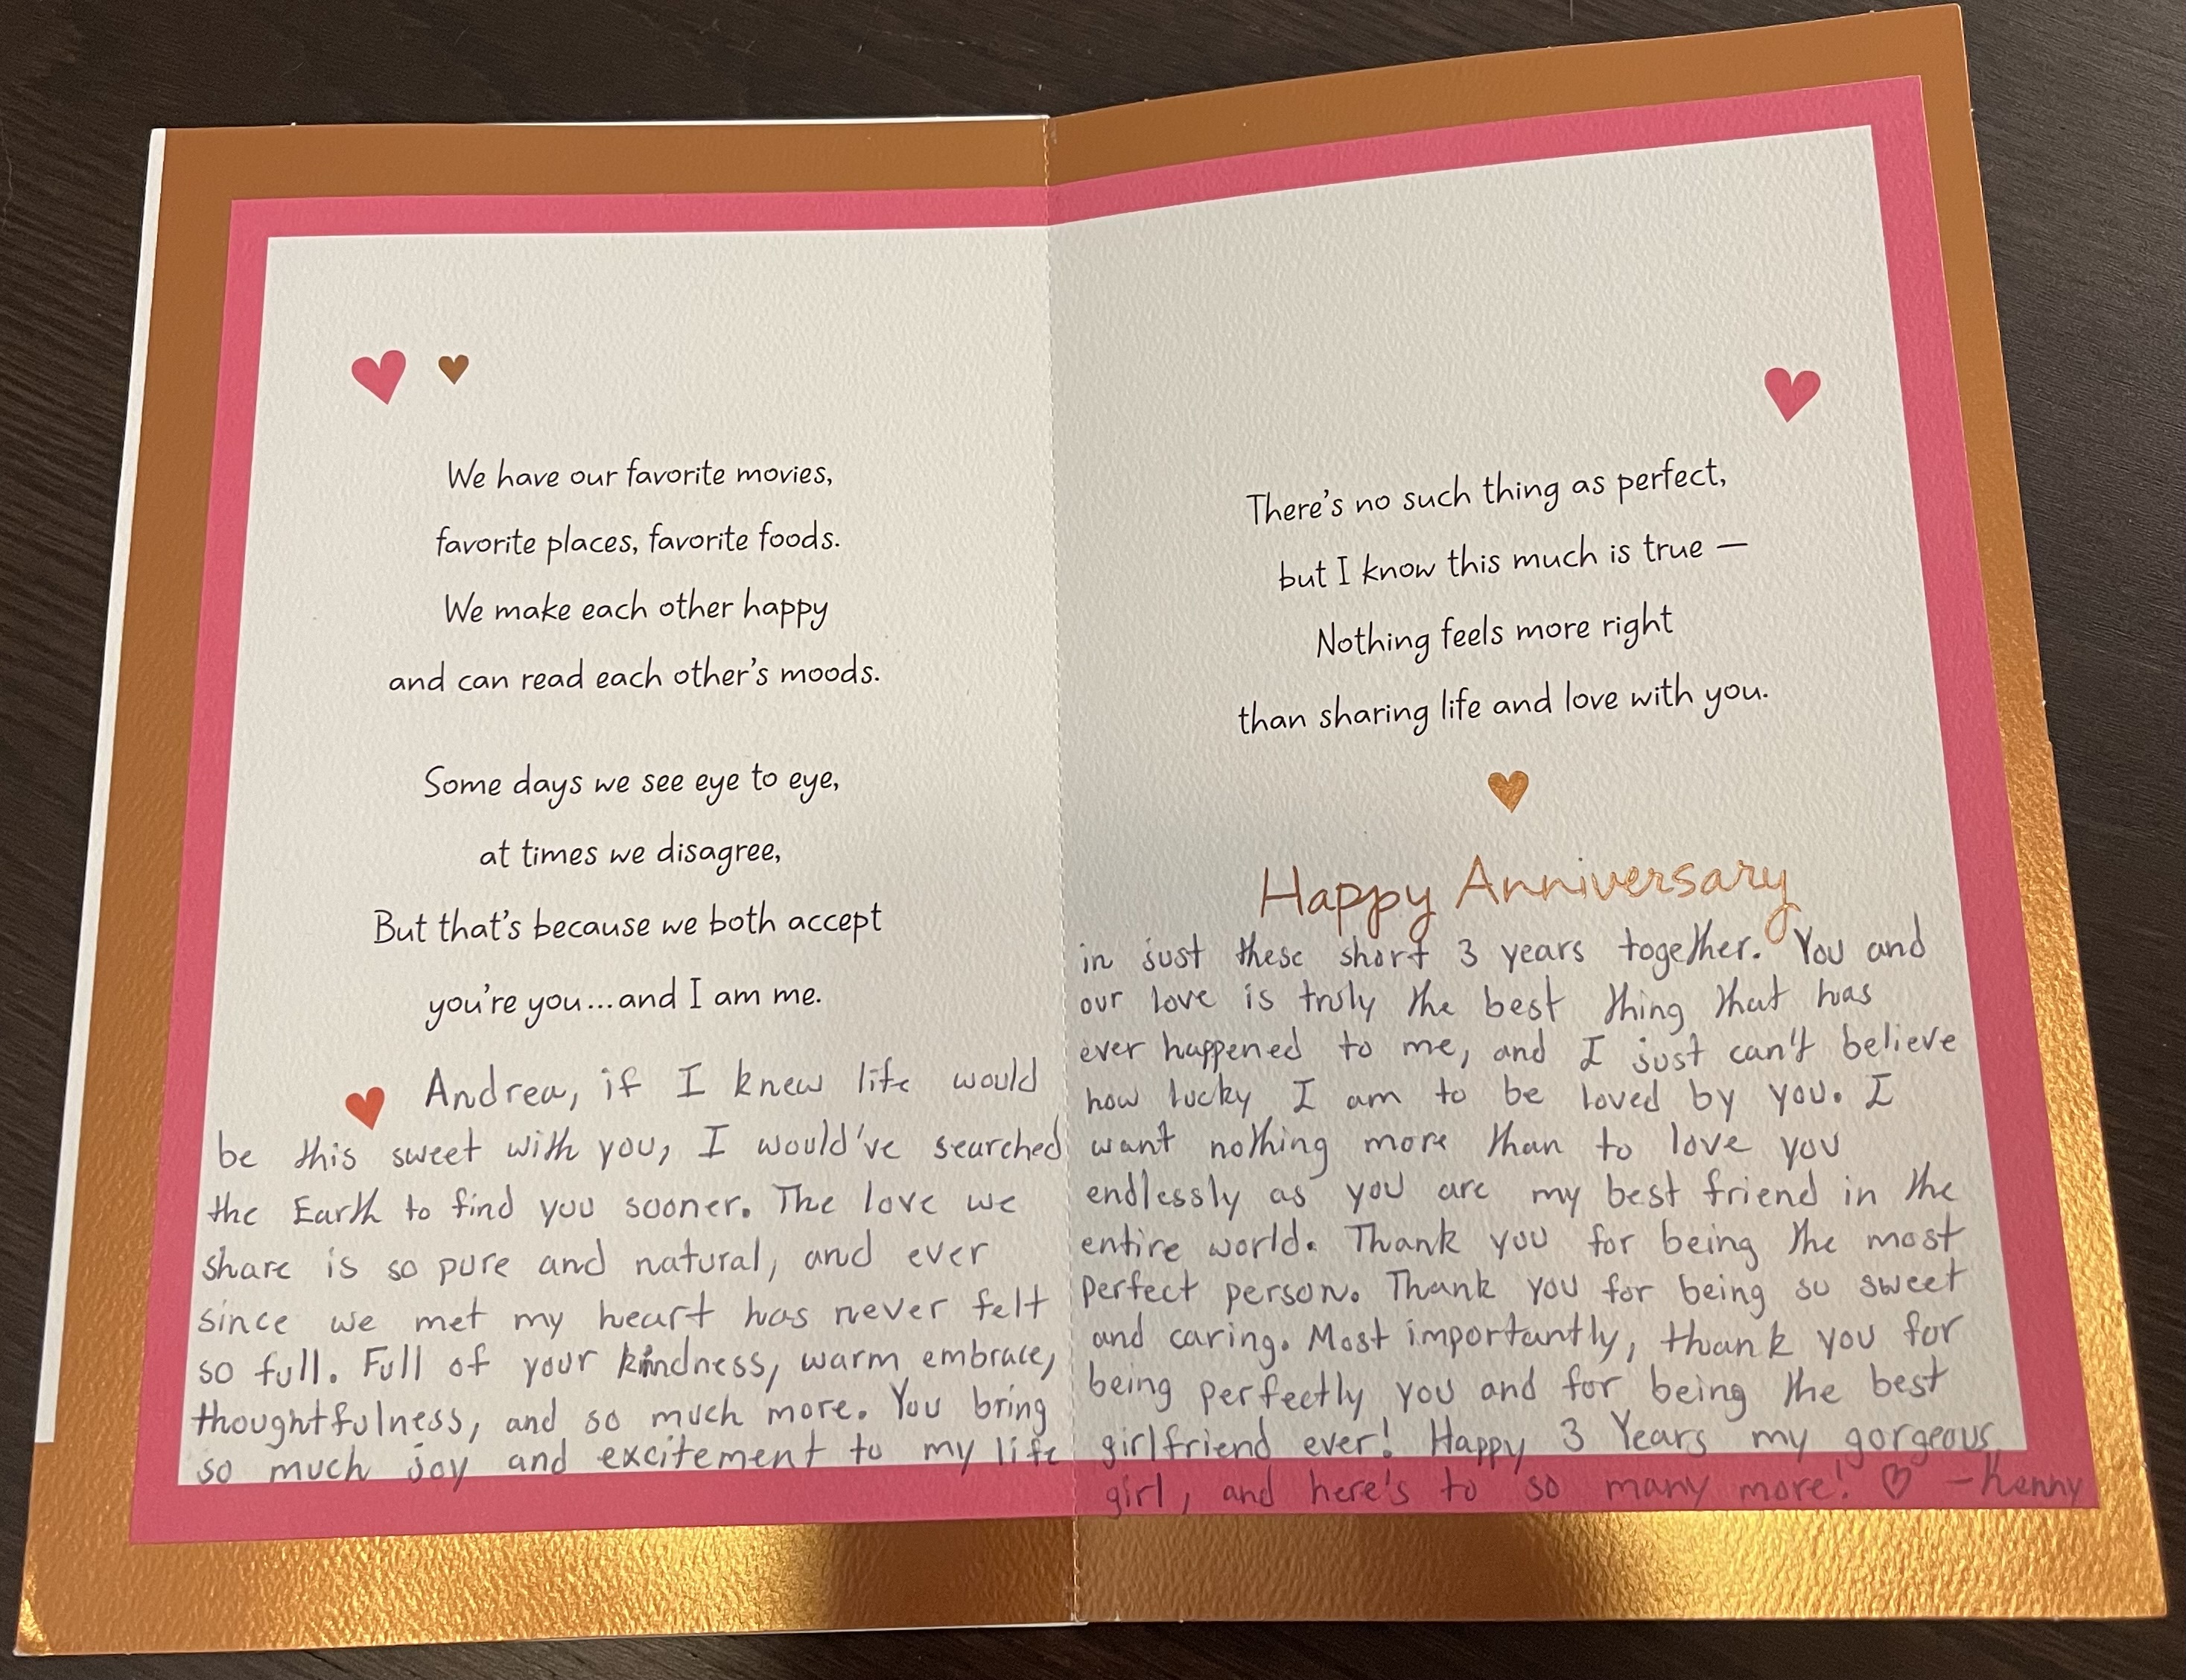 We have our favorite movies,
favorite places, favorite foods.
We make each other happy
and can read each other's moods.
Some days we see eye to eye,
at times we disagree,
But that's because we both accept
you're you...and I am me.
Andrea, if I knew life would
be this sweet with you, I would've searched
the Earth to find you sooner. The love we
share is so pure and natural, and ever
since we met my heart has never felt
so full. Full of your kindness, warm embrace,
thoughtfulness, and so much more. You bring
so much joy and excitement to my life
There's no such thing as perfect,
but I know this much is true —
Nothing feels more right
than sharing life and love with you.
Happy Anniversary
in just these short 3 years together. You and
our love is truly the best thing that has
ever happened to me, and I just can't believe
how lucky I am to be loved by you. I
want nothing more than to love you
endlessly as you are my best friend in the
entire world. Thank you for being the most
perfect person. Thank you for being so sweet
and caring. Most importantly, thank you for
being perfectly you and for being the best
girlfriend ever! Happy 3 Years my gorgeous
girl, and here's to so many more! ♡ -Kenny